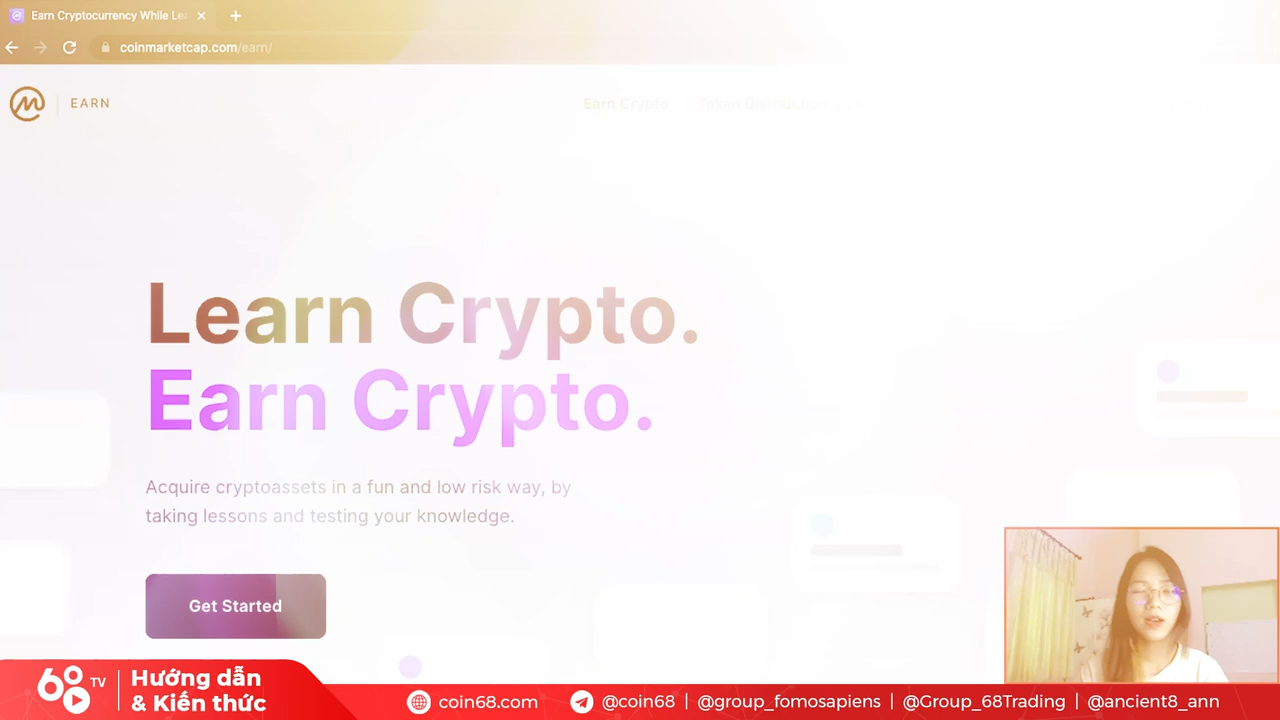 Earn Cryptocurrency While Le
coinmarketcap.com/earn/
EARN
Earn Crypto
Learn Crypto.
Earn Crypto.
Acquire cryptoassets in a fun and low risk way, by
taking lessons and testing your knowledge.
Get Started
68 TV
Hướng dẫn
& Kiến thức
coin68.com
@coin68 | @group_fomosapiens | @Group_68Trading | @ancient8_ann